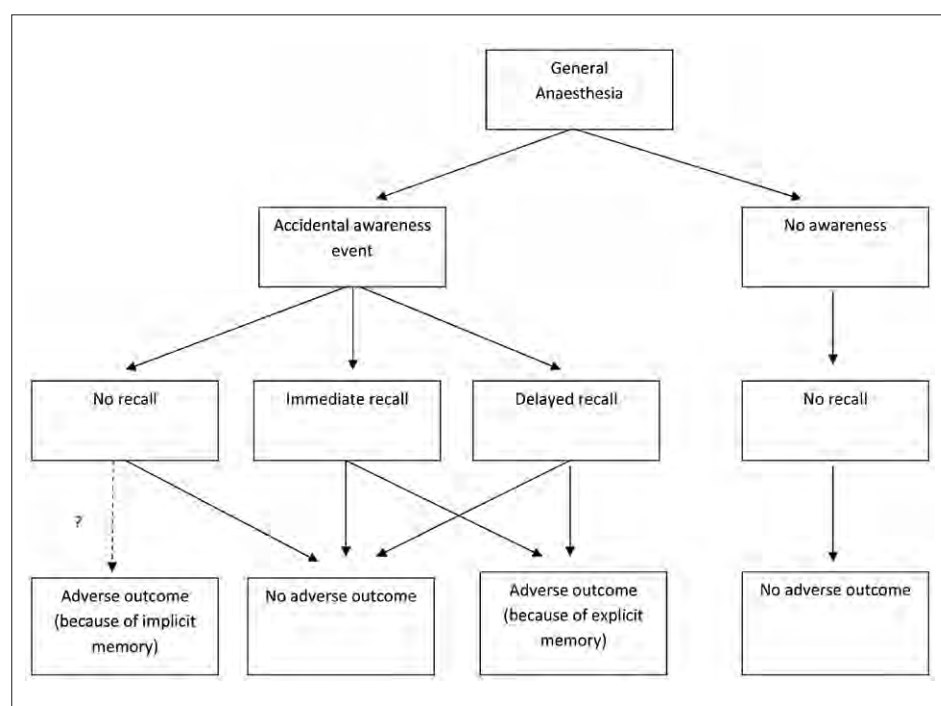 General
Anaesthesia
Accidental awareness
event
No awareness
No recall
Immediate recall
Delayed recall
No recall
?
Adverse outcome
(because of implicit
memory)
No adverse outcome
Adverse outcome
(because of explicit
memory)
No adverse outcome